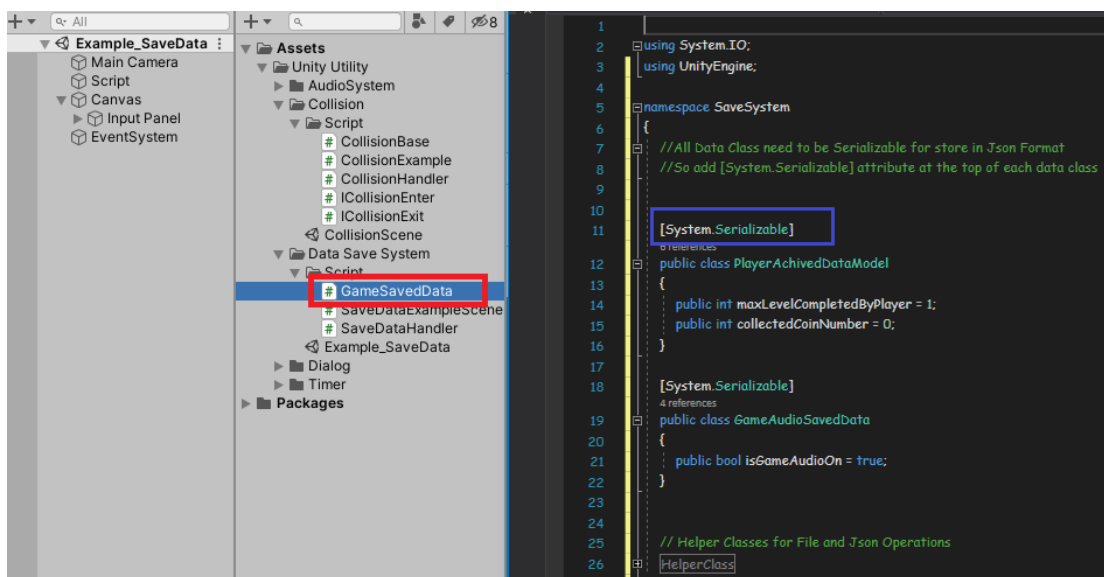 All
Example_SaveData
Main Camera
Script
Canvas
Input Panel
EventSystem
8
Assets
Unity Utility
AudioSystem
Collision
Script
# CollisionBase
# CollisionExample
# CollisionHandler
# ICollisionEnter
# ICollisionExit
CollisionScene
Data Save System
Script
# GameSavedData
# SaveDataExampleScene
# SaveDataHandler
Example_SaveData
Dialog
Timer
Packages
1
2 using System.IO;
3 using UnityEngine;
4
5 namespace SaveSystem
6 {
7 //All Data Class need to be Serializable for store in Json Format
8 //So add [System.Serializable] attribute at the top of each data class
9
10
11 [System.Serializable]
6 references
12 public class PlayerAchivedDataModel
13 {
14 public int maxLevelCompletedByPlayer = 1;
15 public int collectedCoinNumber = 0;
16 }
17
18 [System.Serializable]
4 references
19 public class GameAudioSavedData
20 {
21 public bool isGameAudioOn = true;
22 }
23
24
25 // Helper Classes for File and Json Operations
26 HelperClass